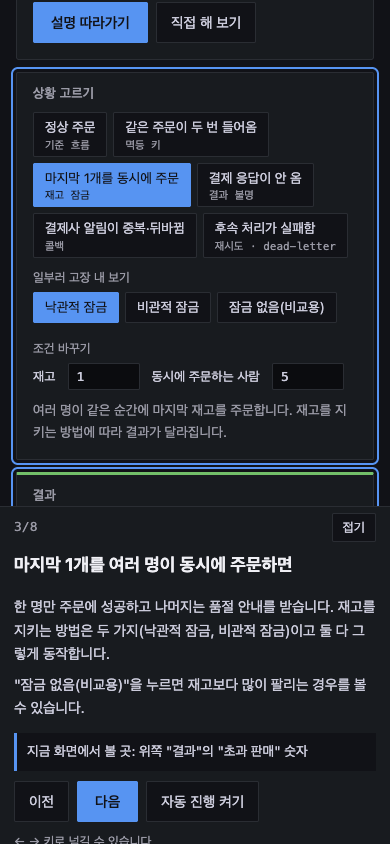 설명 따라가기
직접 해 보기
상황 고르기
정상 주문
기준 흐름
같은 주문이 두 번 들어옴
멱등 키
마지막 1개를 동시에 주문
재고 잠금
결제 응답이 안 옴
결과 불명
결제사 알림이 중복·뒤바뀜
콜백
후속 처리가 실패함
재시도 · dead-letter
일부러 고장 내 보기
낙관적 잠금
비관적 잠금
잠금 없음(비교용)
조건 바꾸기
재고 1 동시에 주문하는 사람 5
여러 명이 같은 순간에 마지막 재고를 주문합니다. 재고를 지
키는 방법에 따라 결과가 달라집니다.
결과
3/8
접기
마지막 1개를 여러 명이 동시에 주문하면
한 명만 주문에 성공하고 나머지는 품절 안내를 받습니다. 재고를
지키는 방법은 두 가지(낙관적 잠금, 비관적 잠금)이고 둘 다 그
렇게 동작합니다.
"잠금 없음(비교용)"을 누르면 재고보다 많이 팔리는 경우를 볼
수 있습니다.
지금 화면에서 볼 곳: 위쪽 "결과"의 "초과 판매" 숫자
이전
다음
자동 진행 켜기
← → 키로 넘길 수 있습니다